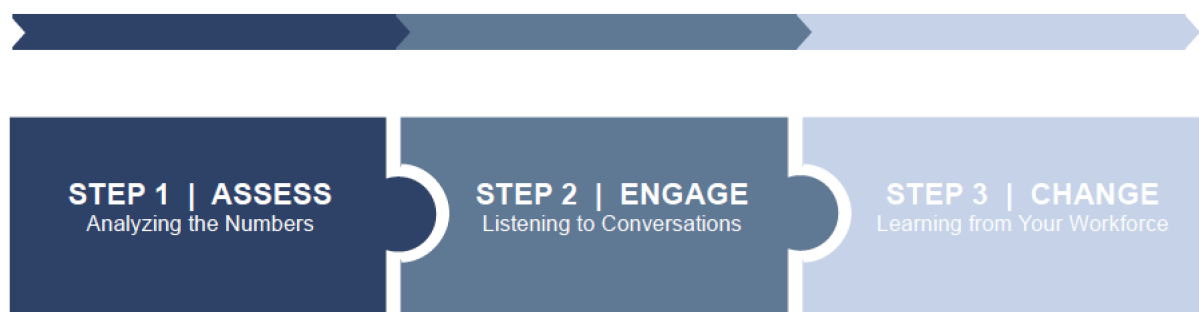 STEP 1 | ASSESS
Analyzing the Numbers
STEP 2 | ENGAGE
Listening to Conversations
STEP 3 | CHANGE
Learning from Your Workforce